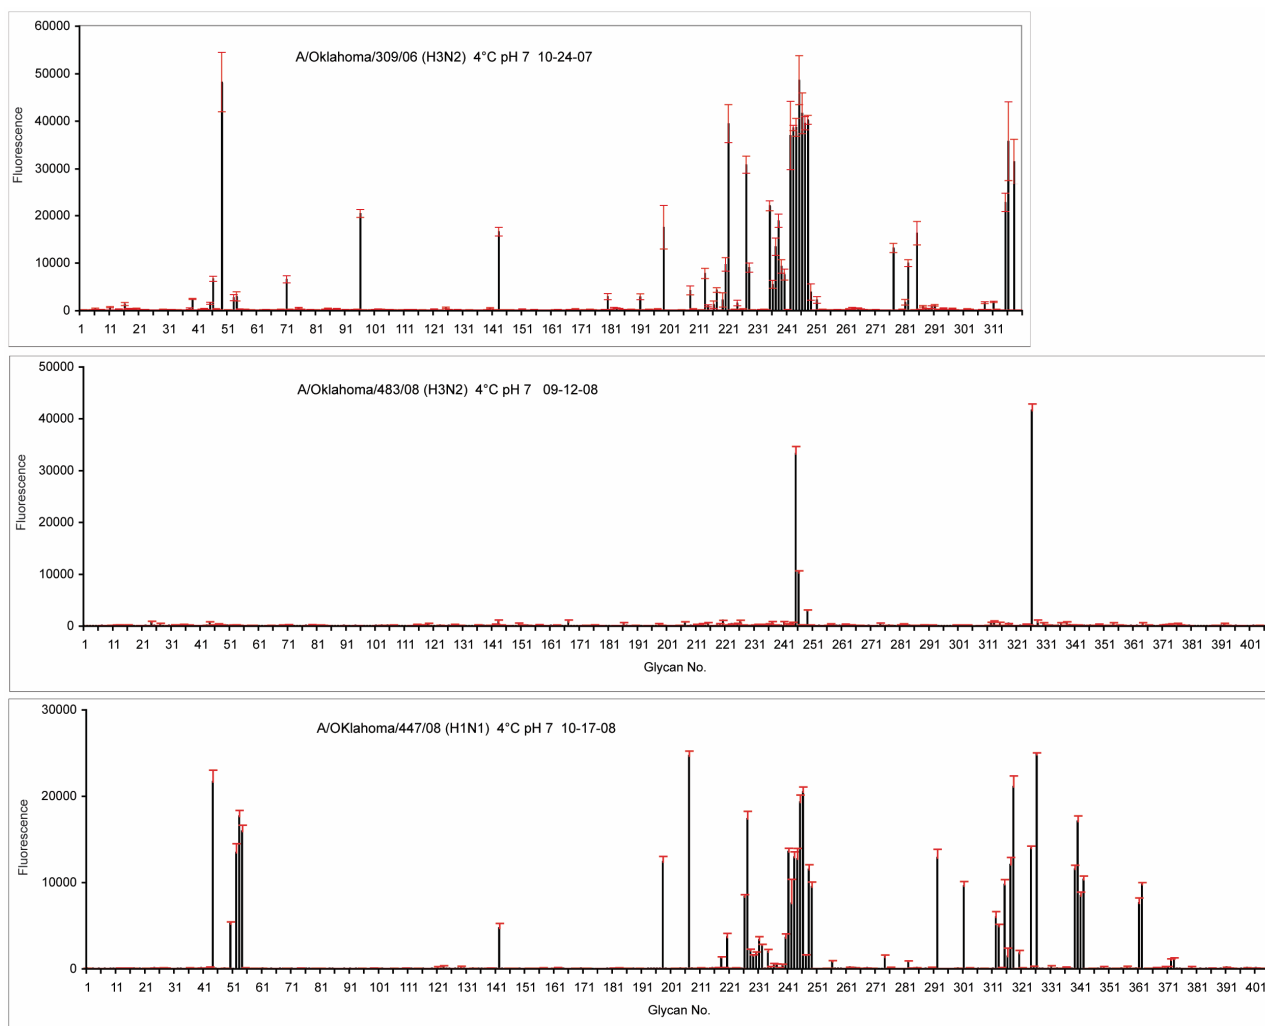 60000
A/Oklahoma/309/06 (H3N2) 4°C pH 7 10-24-07
50000
40000
30000
20000
10000
0
Fluorescence
1 11 21 31 41 51 61 71 81 91 101 111 121 131 141 151 161 171 181 191 201 211 221 231 241 251 261 271 281 291 301 311
50000
A/Oklahoma/483/08 (H3N2) 4°C pH 7 09-12-08
40000
30000
20000
10000
0
Fluorescence
1 11 21 31 41 51 61 71 81 91 101 111 121 131 141 151 161 171 181 191 201 211 221 231 241 251 261 271 281 291 301 311 321 331 341 351 361 371 381 391 401
Glycan No.
30000
A/OKlahoma/447/08 (H1N1) 4°C pH 7 10-17-08
20000
10000
0
Fluorescence
1 11 21 31 41 51 61 71 81 91 101 111 121 131 141 151 161 171 181 191 201 211 221 231 241 251 261 271 281 291 301 311 321 331 341 351 361 371 381 391 401
Glycan No.